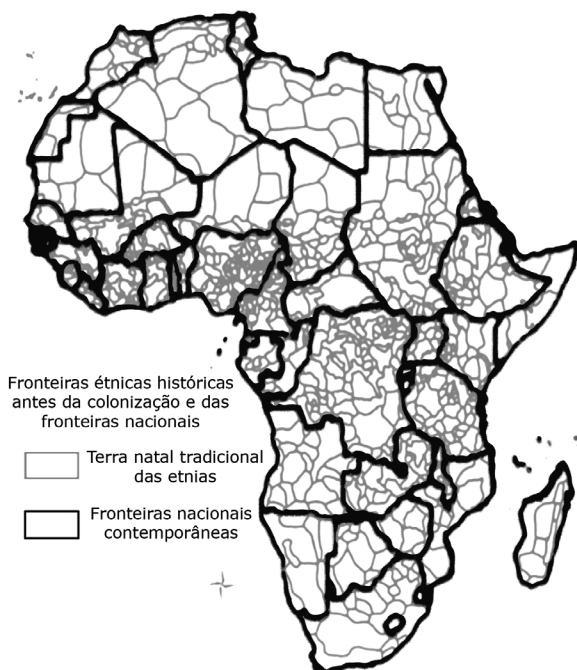 Fronteiras étnicas históricas
antes da colonização e das
fronteiras nacionais
Terra natal tradicional
das etnias
Fronteiras nacionais
contemporâneas